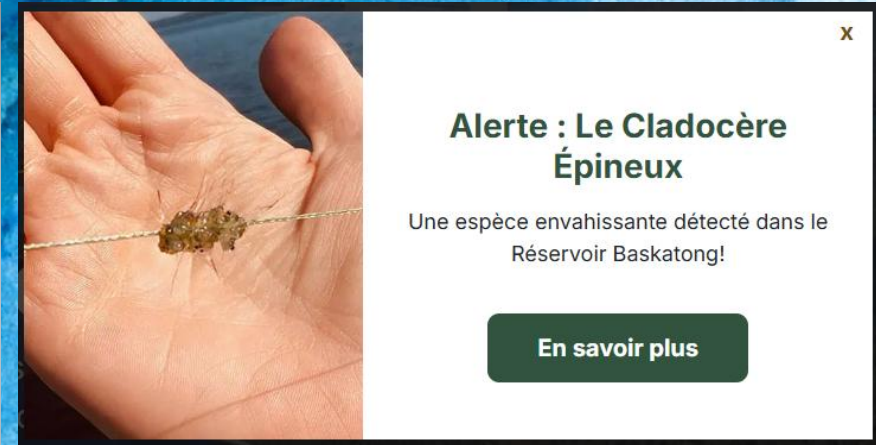 x
Alerte : Le Cladocère
Épineux
Une espèce envahissante détecté dans le
Réservoir Baskatong!
En savoir plus